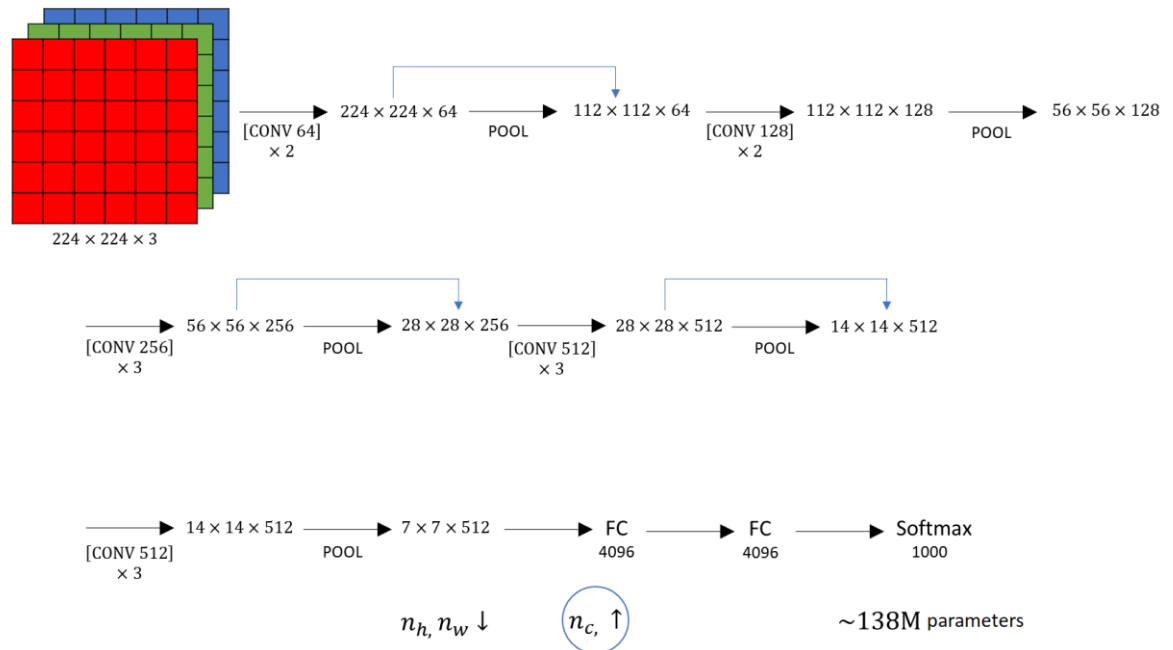 224 × 224 × 3
[CONV 64]
× 2
224 × 224 × 64
POOL
112 × 112 × 64
[CONV 128]
× 2
112 × 112 × 128
POOL
56 × 56 × 128
[CONV 256]
× 3
56 × 56 × 256
POOL
28 × 28 × 256
[CONV 512]
× 3
28 × 28 × 512
POOL
14 × 14 × 512
[CONV 512]
× 3
14 × 14 × 512
POOL
7 × 7 × 512
FC
4096
FC
4096
Softmax
1000
n_h, n_w ↓
n_c, ↑
~138M parameters